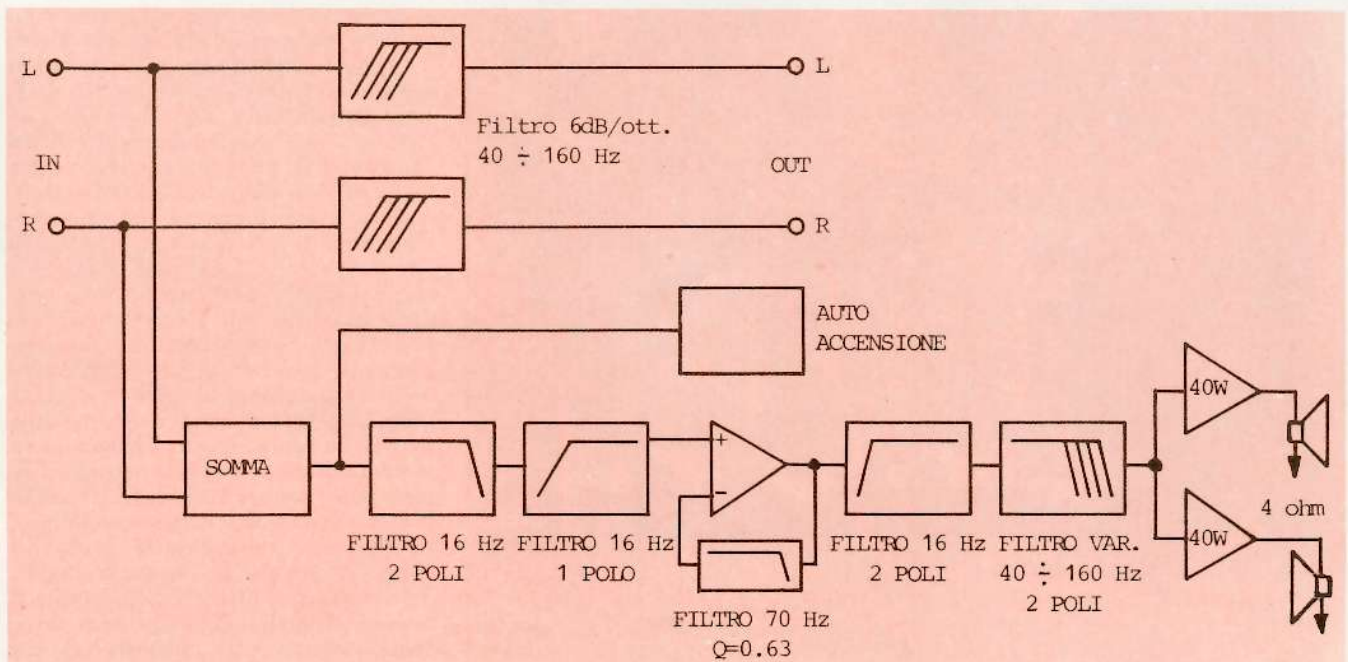 L
L
Filtro 6dB/ott.
40 ÷ 160 Hz
IN
OUT
R
R
AUTO
ACCENSIONE
40W
SOMMA
+
-
4 ohm
40W
FILTRO 16 Hz
2 POLI
FILTRO 16 Hz
1 POLO
FILTRO 16 Hz
2 POLI
FILTRO VAR.
40 ÷ 160 Hz
2 POLI
FILTRO 70 Hz
Q=0.63